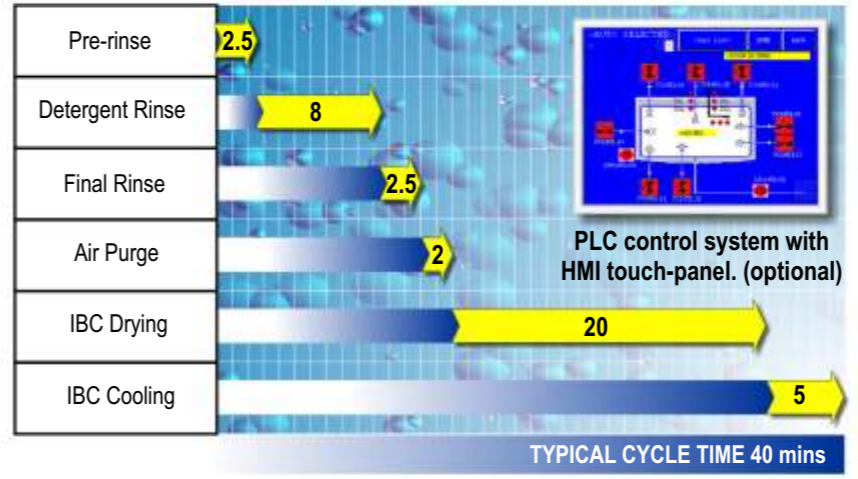 Pre-rinse
2.5
Detergent Rinse
8
Final Rinse
2.5
Air Purge
2
PLC control system with
HMI touch-panel. (optional)
IBC Drying
20
IBC Cooling
5
TYPICAL CYCLE TIME 40 mins